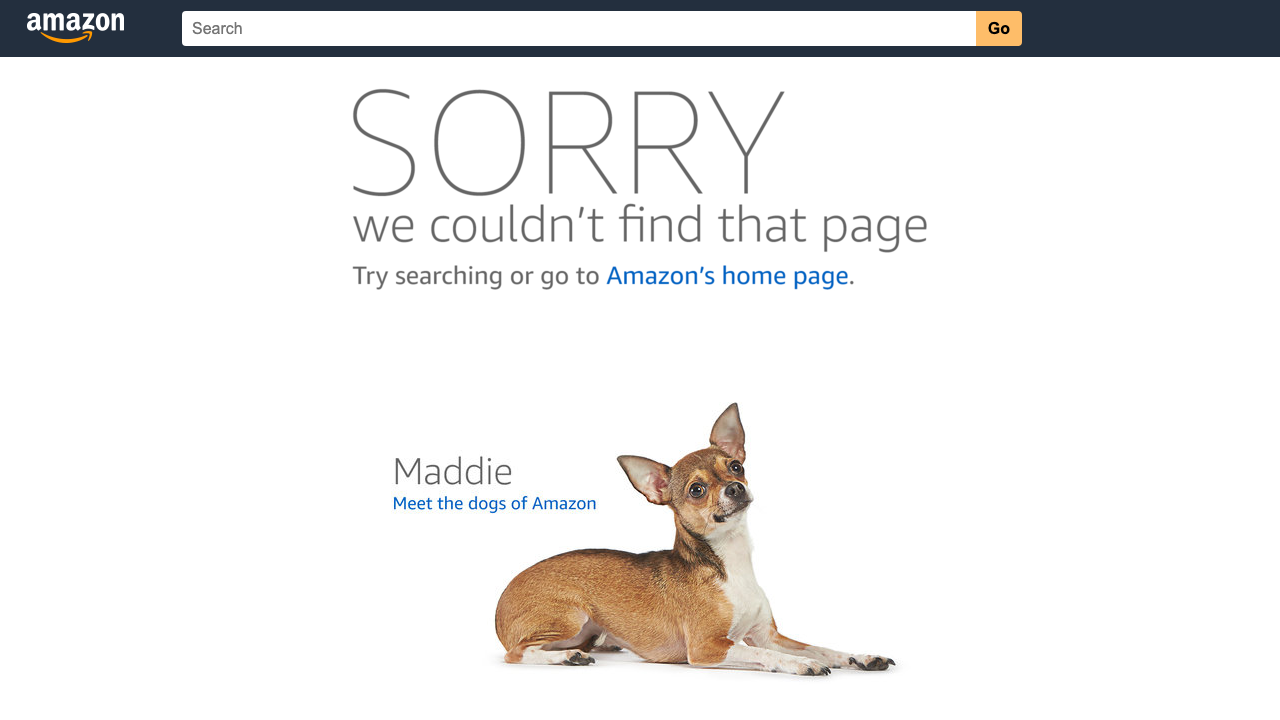 amazon
Search
Go
SORRY
we couldn't find that page
Try searching or go to Amazon's home page.
Maddie
Meet the dogs of Amazon